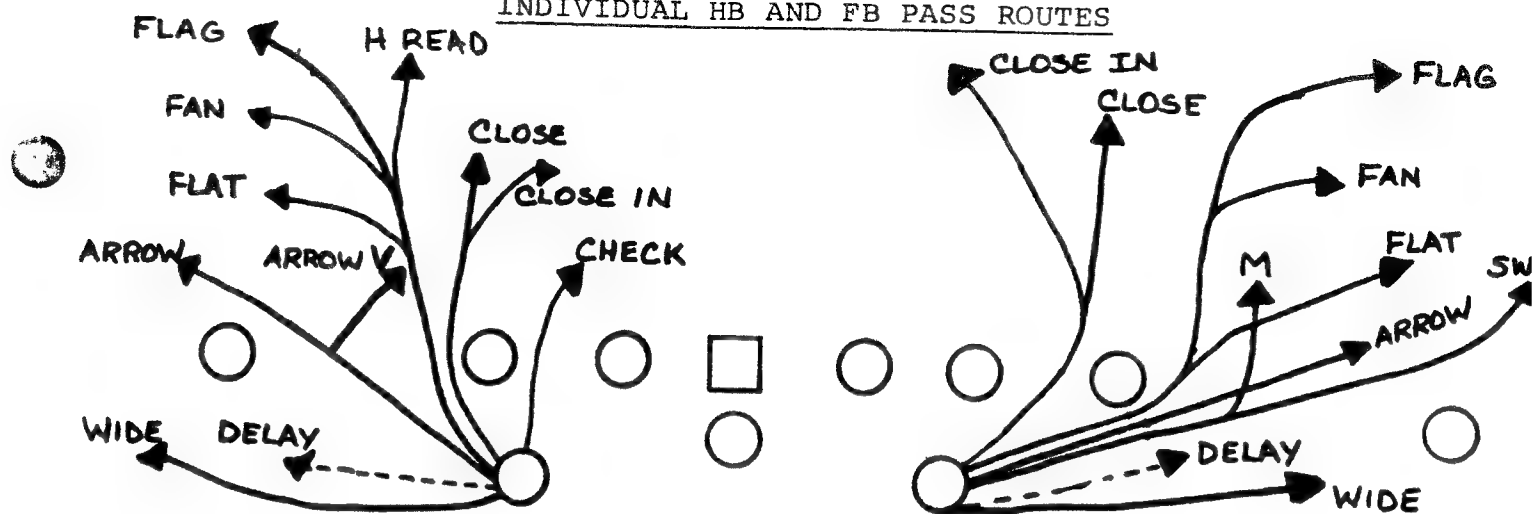 INDIVIDUAL HB AND FB PASS ROUTES
FLAG
H READ
FAN
CLOSE
FLAT
CLOSE IN
ARROW
ARROW V
CHECK
WIDE
DELAY
CLOSE IN
CLOSE
FLAG
FAN
FLAT
M
ARROW
DELAY
WIDE